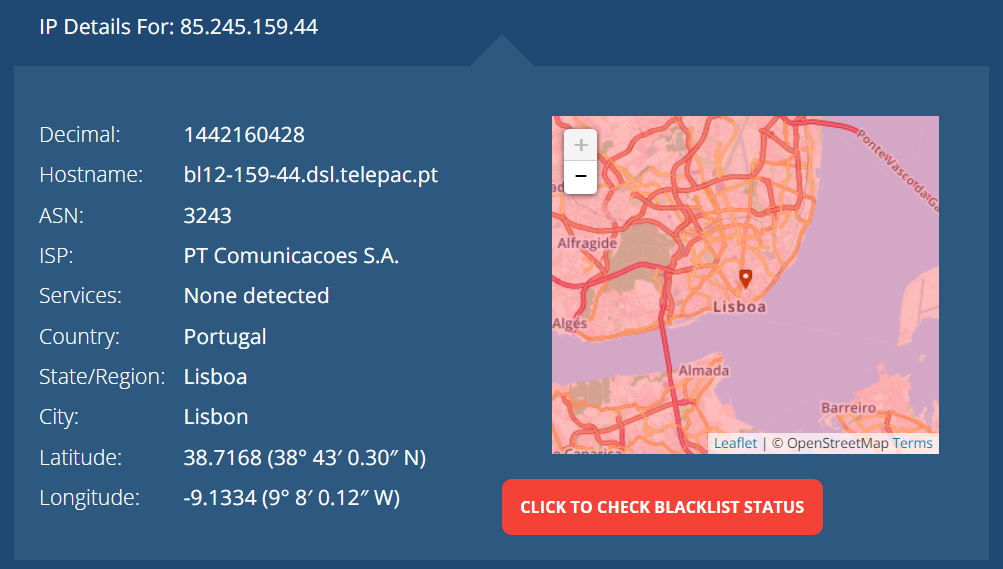 IP Details For: 85.245.159.44
Decimal: 1442160428
Hostname: bl12-159-44.dsl.telepac.pt
ASN: 3243
ISP: PT Comunicacoes S.A.
Services: None detected
Country: Portugal
State/Region: Lisboa
City: Lisbon
Latitude: 38.7168 (38° 43′ 0.30″ N)
Longitude: -9.1334 (9° 8′ 0.12″ W)
+
−
Ponte Vasco da Ga
ad
Alfragide
Lisboa
Algés
Almada
Barreiro
e Caparica
Leaflet | © OpenStreetMap Terms
CLICK TO CHECK BLACKLIST STATUS